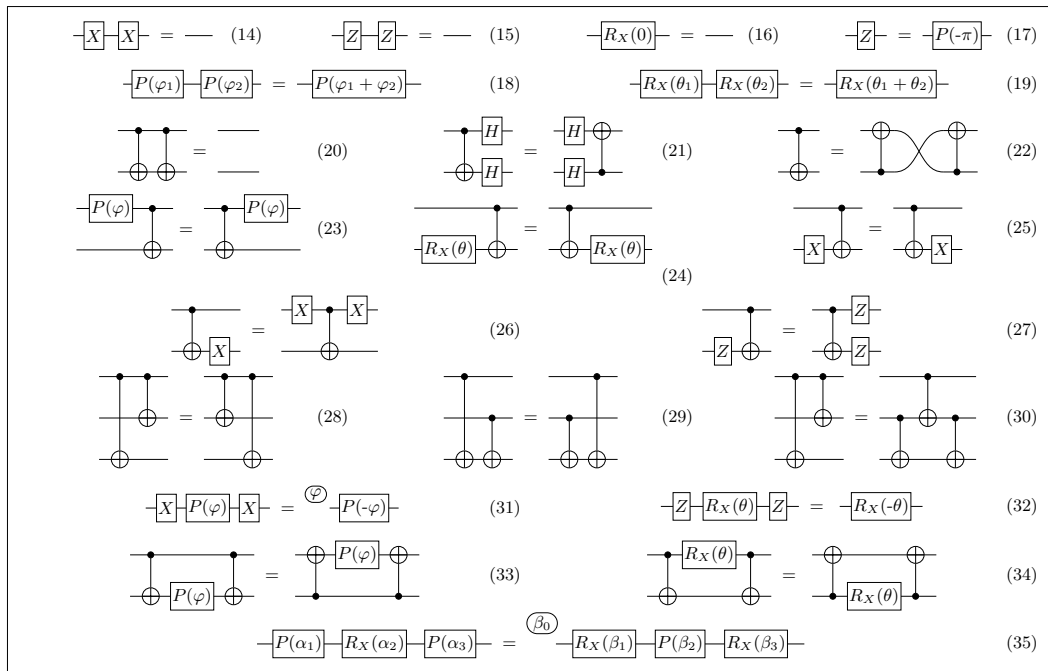 X X = (14) Z Z = (15) R_X(0) = (16) Z = P(-π) (17)
P(φ₁) P(φ₂) = P(φ₁ + φ₂) (18) R_X(θ₁) R_X(θ₂) = R_X(θ₁ + θ₂) (19)
= (20) H H = H H (21) = (22)
P(φ) = P(φ) (23) R_X(θ) = R_X(θ) (24) X = X (25)
X = X X (26) Z = Z Z (27)
= (28) = (29) = (30)
X P(φ) X = φ P(-φ) (31) Z R_X(θ) Z = R_X(-θ) (32)
P(φ) = P(φ) (33) R_X(θ) = R_X(θ) (34)
P(α₁) R_X(α₂) P(α₃) = β₀ R_X(β₁) P(β₂) R_X(β₃) (35)